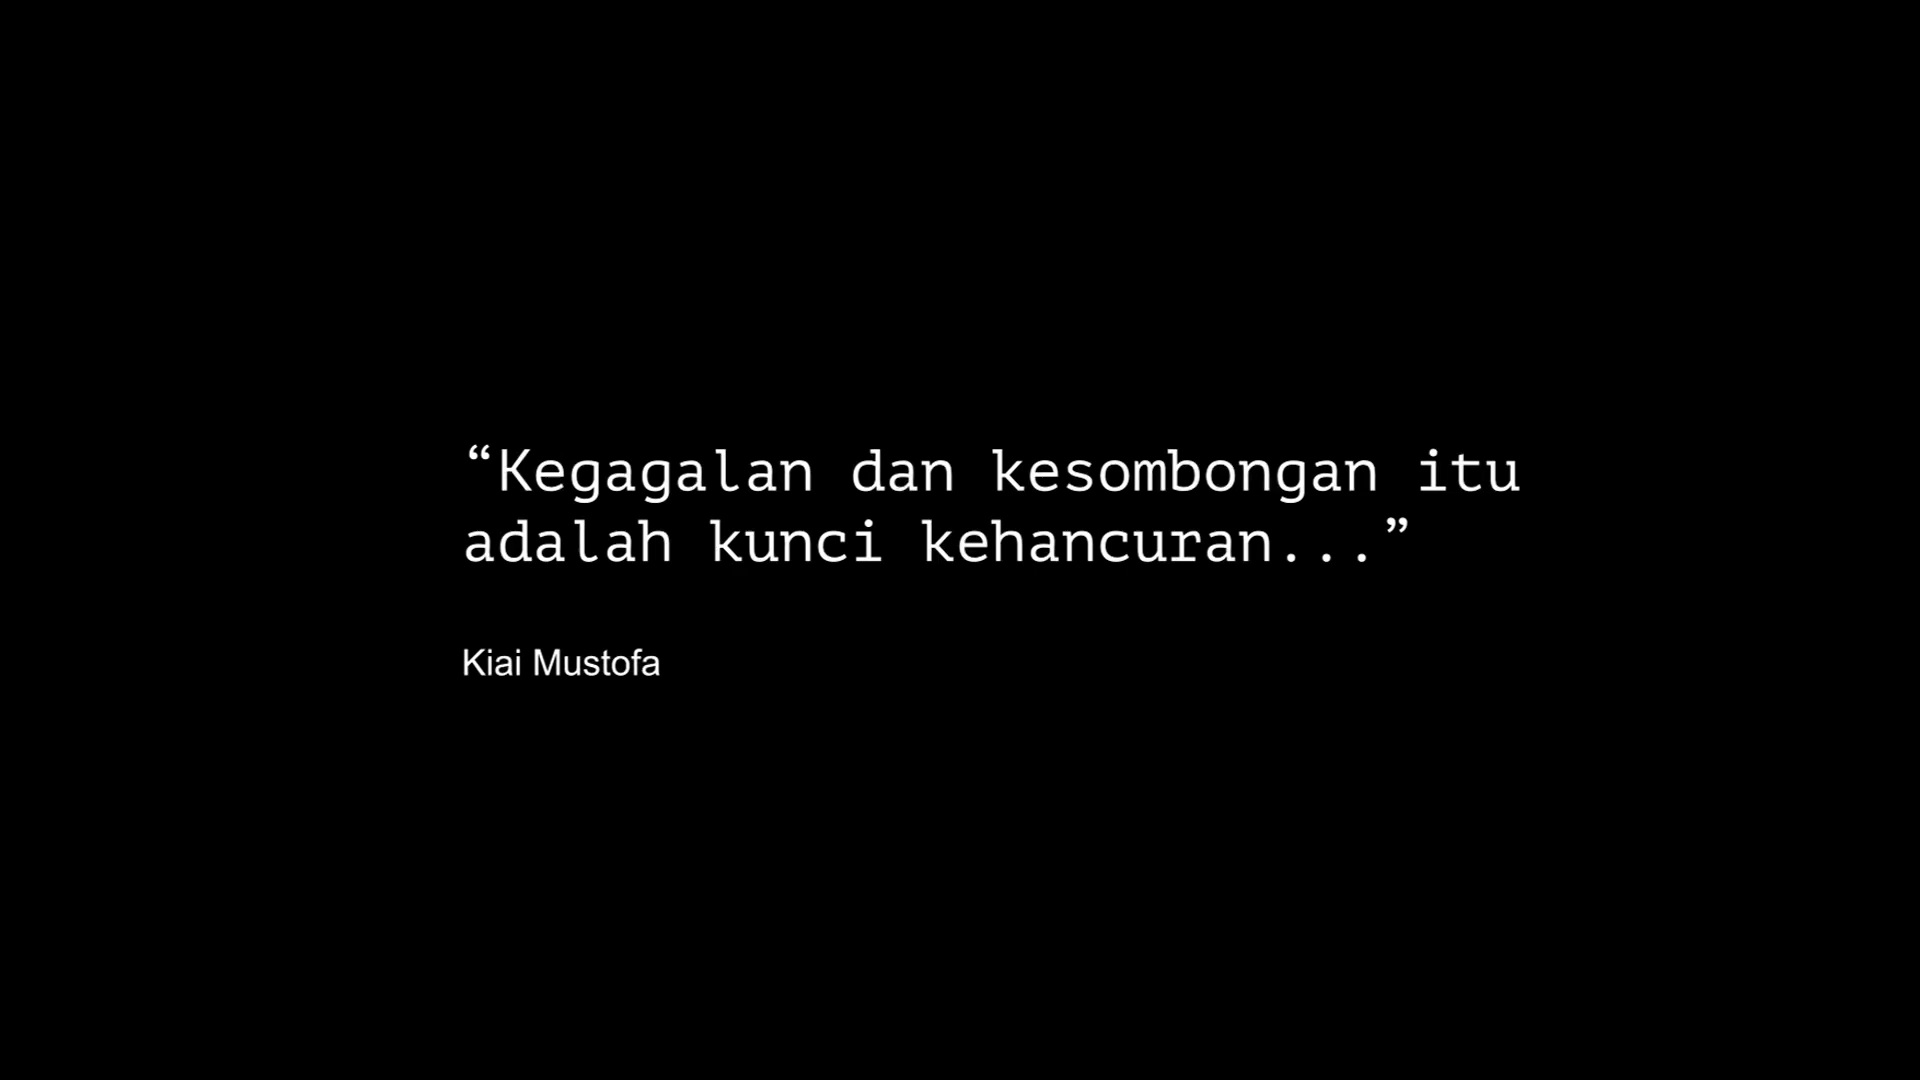 “Kegagalan dan kesombongan itu
adalah kunci kehancuran...”
Kiai Mustofa